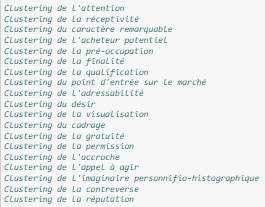 Clustering de l'attention
Clustering de la réceptivité
Clustering du caractère remarquable
Clustering de l'acheteur potentiel
Clustering de la pré-occupation
Clustering de la finalité
Clustering de la qualification
Clustering du point d'entrée sur le marché
Clustering de l'adressabilité
Clustering du désir
Clustering de la visualisation
Clustering du cadrage
Clustering de la gratuité
Clustering de la permission
Clustering de l'accroche
Clustering de l'appel à agir
Clustering de l'imaginaire personnifio-histographique
Clustering de la contreverse
Clustering de la réputation